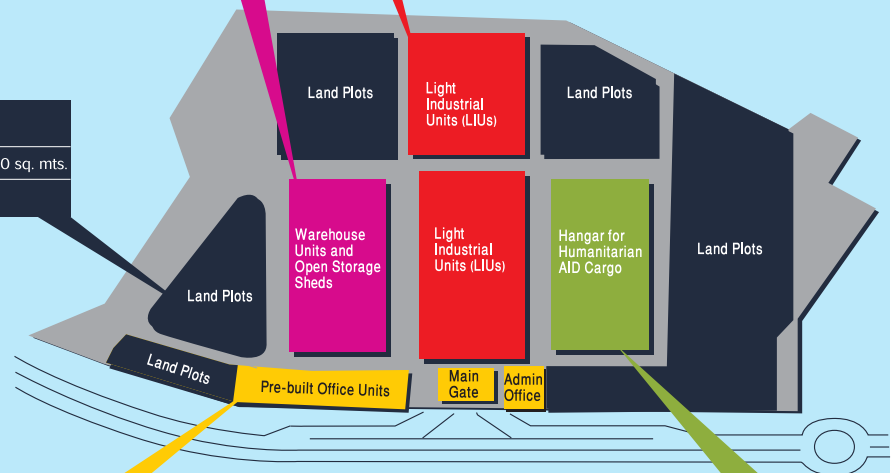 Land Plots
Light
Industrial
Units (LIUs)
Land Plots
0 sq. mts.
Warehouse
Units and
Open Storage
Sheds
Light
Industrial
Units (LIUs)
Hangar for
Humanitarian
AID Cargo
Land Plots
Land Plots
Land Plots
Pre-built Office Units
Main
Gate
Admin
Office